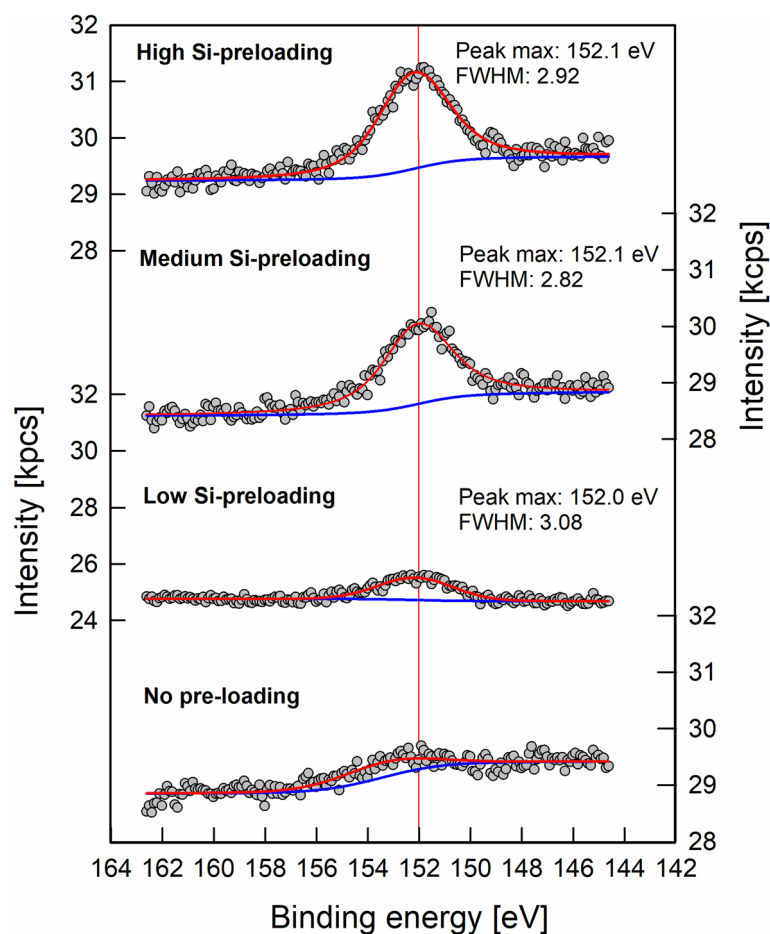 32
High Si-preloading
Peak max: 152.1 eV
FWHM: 2.92
31
30
29
28
32
31
30
29
28
Intensity [kcps]
Medium Si-preloading
Peak max: 152.1 eV
FWHM: 2.82
32
31
28
26
25
24
Intensity [kpcs]
Low Si-preloading
Peak max: 152.0 eV
FWHM: 3.08
32
31
30
29
28
No pre-loading
164 162 160 158 156 154 152 150 148 146 144 142
Binding energy [eV]